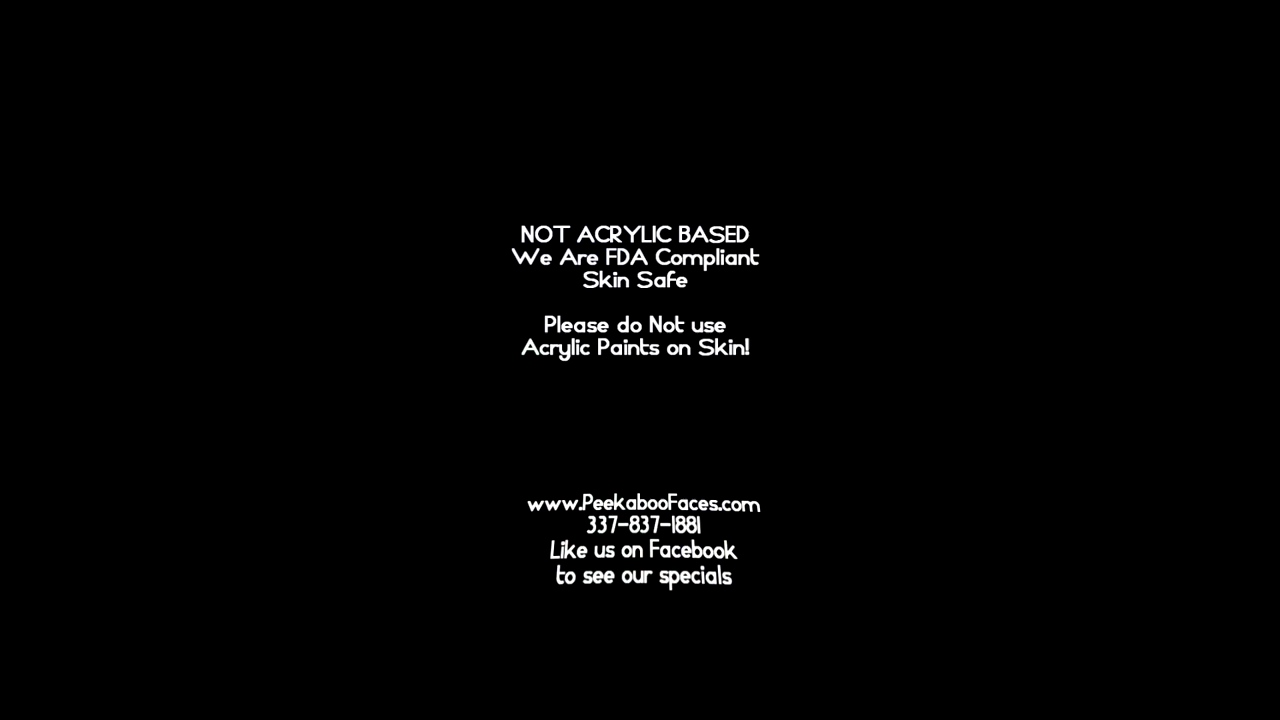 NOT ACRYLIC BASED
We Are FDA Compliant
Skin Safe
Please do Not use
Acrylic Paints on Skin!
www.PeekabooFaces.com
337-837-1881
Like us on Facebook
to see our specials